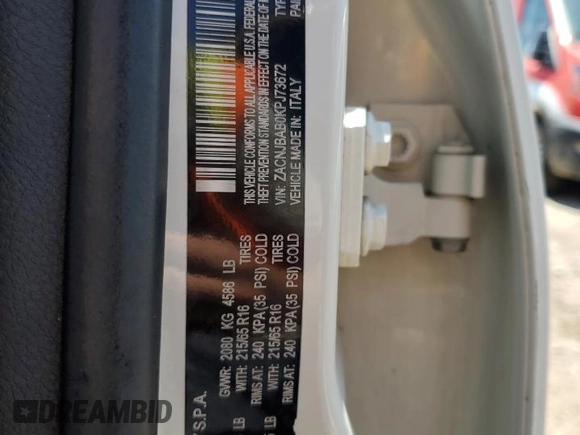 Y S.P.A.
GVWR: 2080 KG 4586 LB
LB WITH: 215/65 R16 TIRES
RIMS AT: 240 KPA (35 PSI) COLD
LB WITH: 215/65 R16 TIRES
RIMS AT: 240 KPA (35 PSI) COLD
THIS VEHICLE CONFORMS TO ALL APPLICABLE U.S.A. FEDERAL
THEFT PREVENTION STANDARDS IN EFFECT ON THE DATE OF
VIN: ZACNJBAB0KPJ73672 TYP
VEHICLE MADE IN: ITALY PAI
DREAMBID